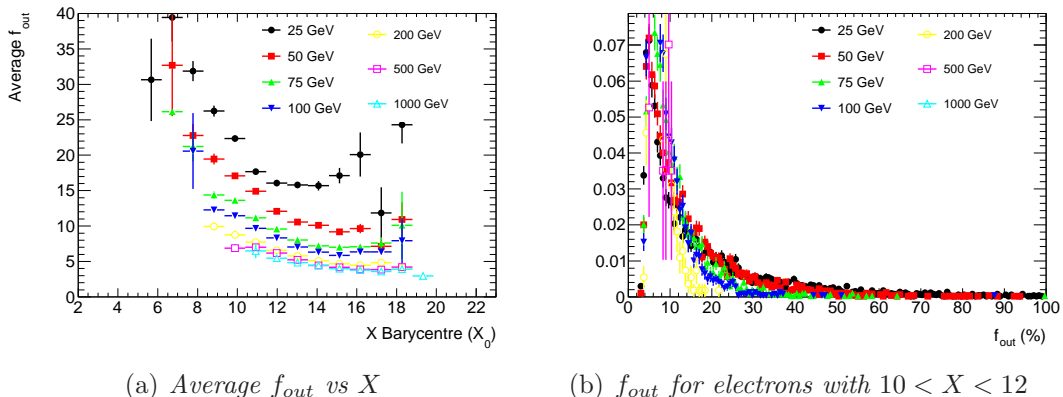 Average f_out
40
35
30
25
20
15
10
5
0
2 4 6 8 10 12 14 16 18 20 22
X Barycentre (X_0)
25 GeV
50 GeV
75 GeV
100 GeV
200 GeV
500 GeV
1000 GeV
(a) Average f_out vs X
0.07
0.06
0.05
0.04
0.03
0.02
0.01
0
0 10 20 30 40 50 60 70 80 90 100
f_out (%)
25 GeV
50 GeV
75 GeV
100 GeV
200 GeV
500 GeV
1000 GeV
(b) f_out for electrons with 10 < X < 12